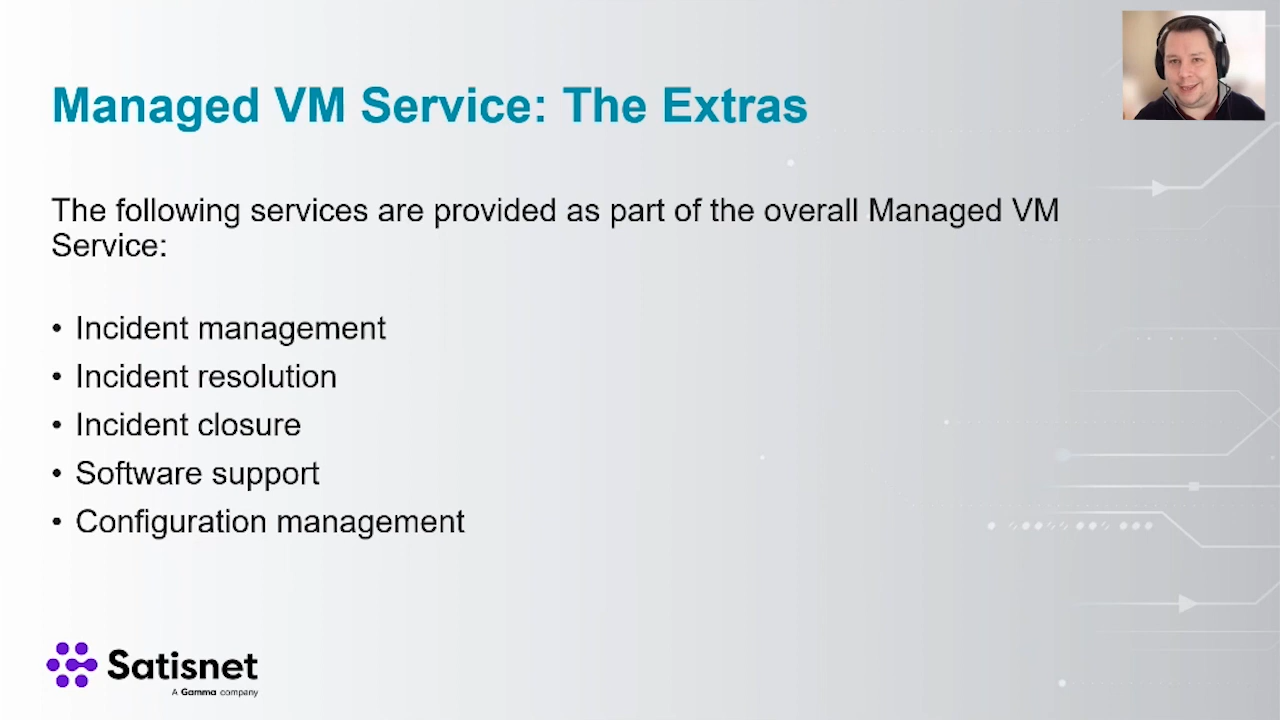 Managed VM Service: The Extras
The following services are provided as part of the overall Managed VM
Service:
• Incident management
• Incident resolution
• Incident closure
• Software support
• Configuration management
Satisnet
A Gamma company